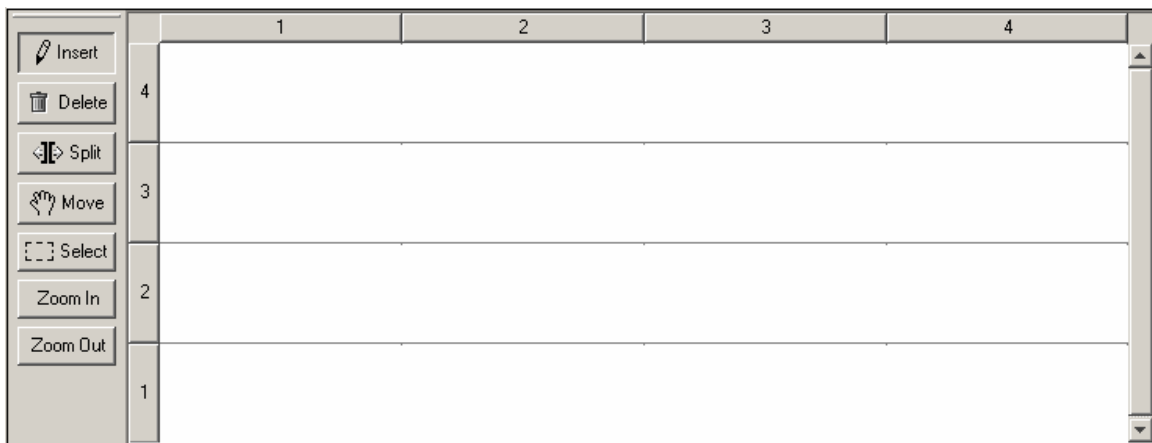 1 2 3 4
Insert
4
Delete
Split
3
Move
Select
2
Zoom In
Zoom Out
1